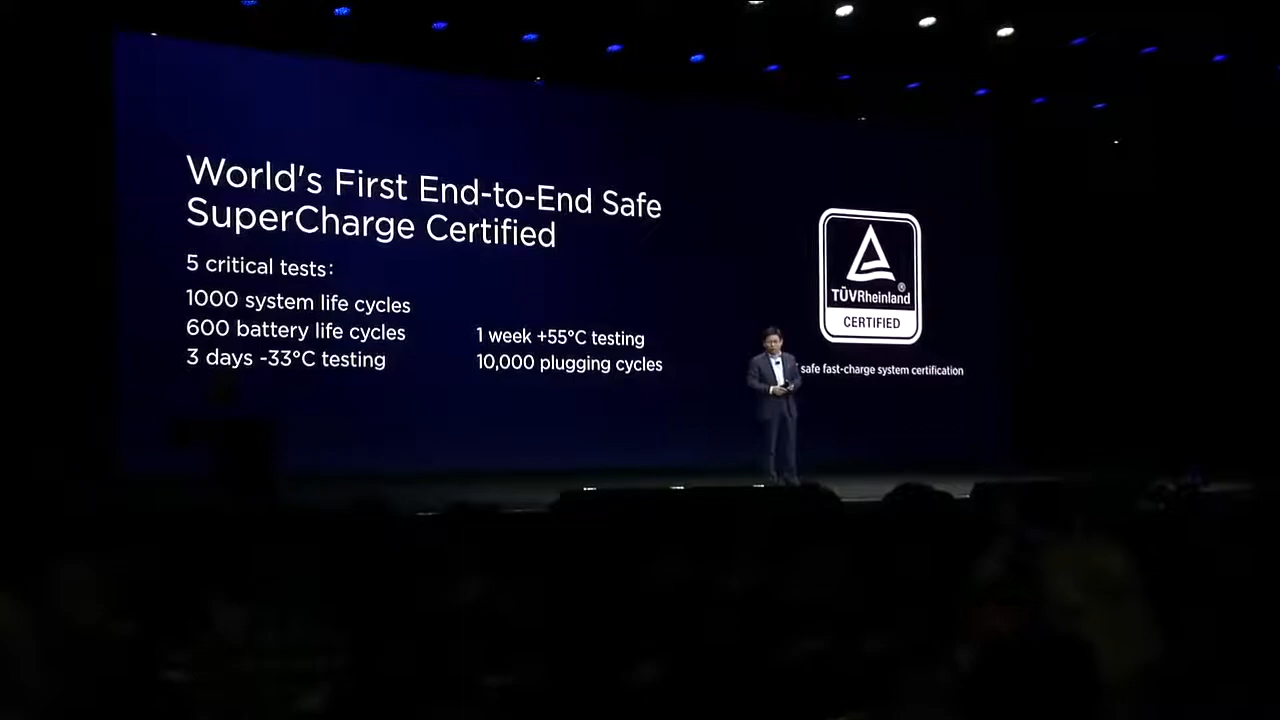 World's First End-to-End Safe
SuperCharge Certified
5 critical tests:
1000 system life cycles
600 battery life cycles
3 days -33°C testing
1 week +55°C testing
10,000 plugging cycles
TÜVRheinland®
CERTIFIED
safe fast-charge system certification